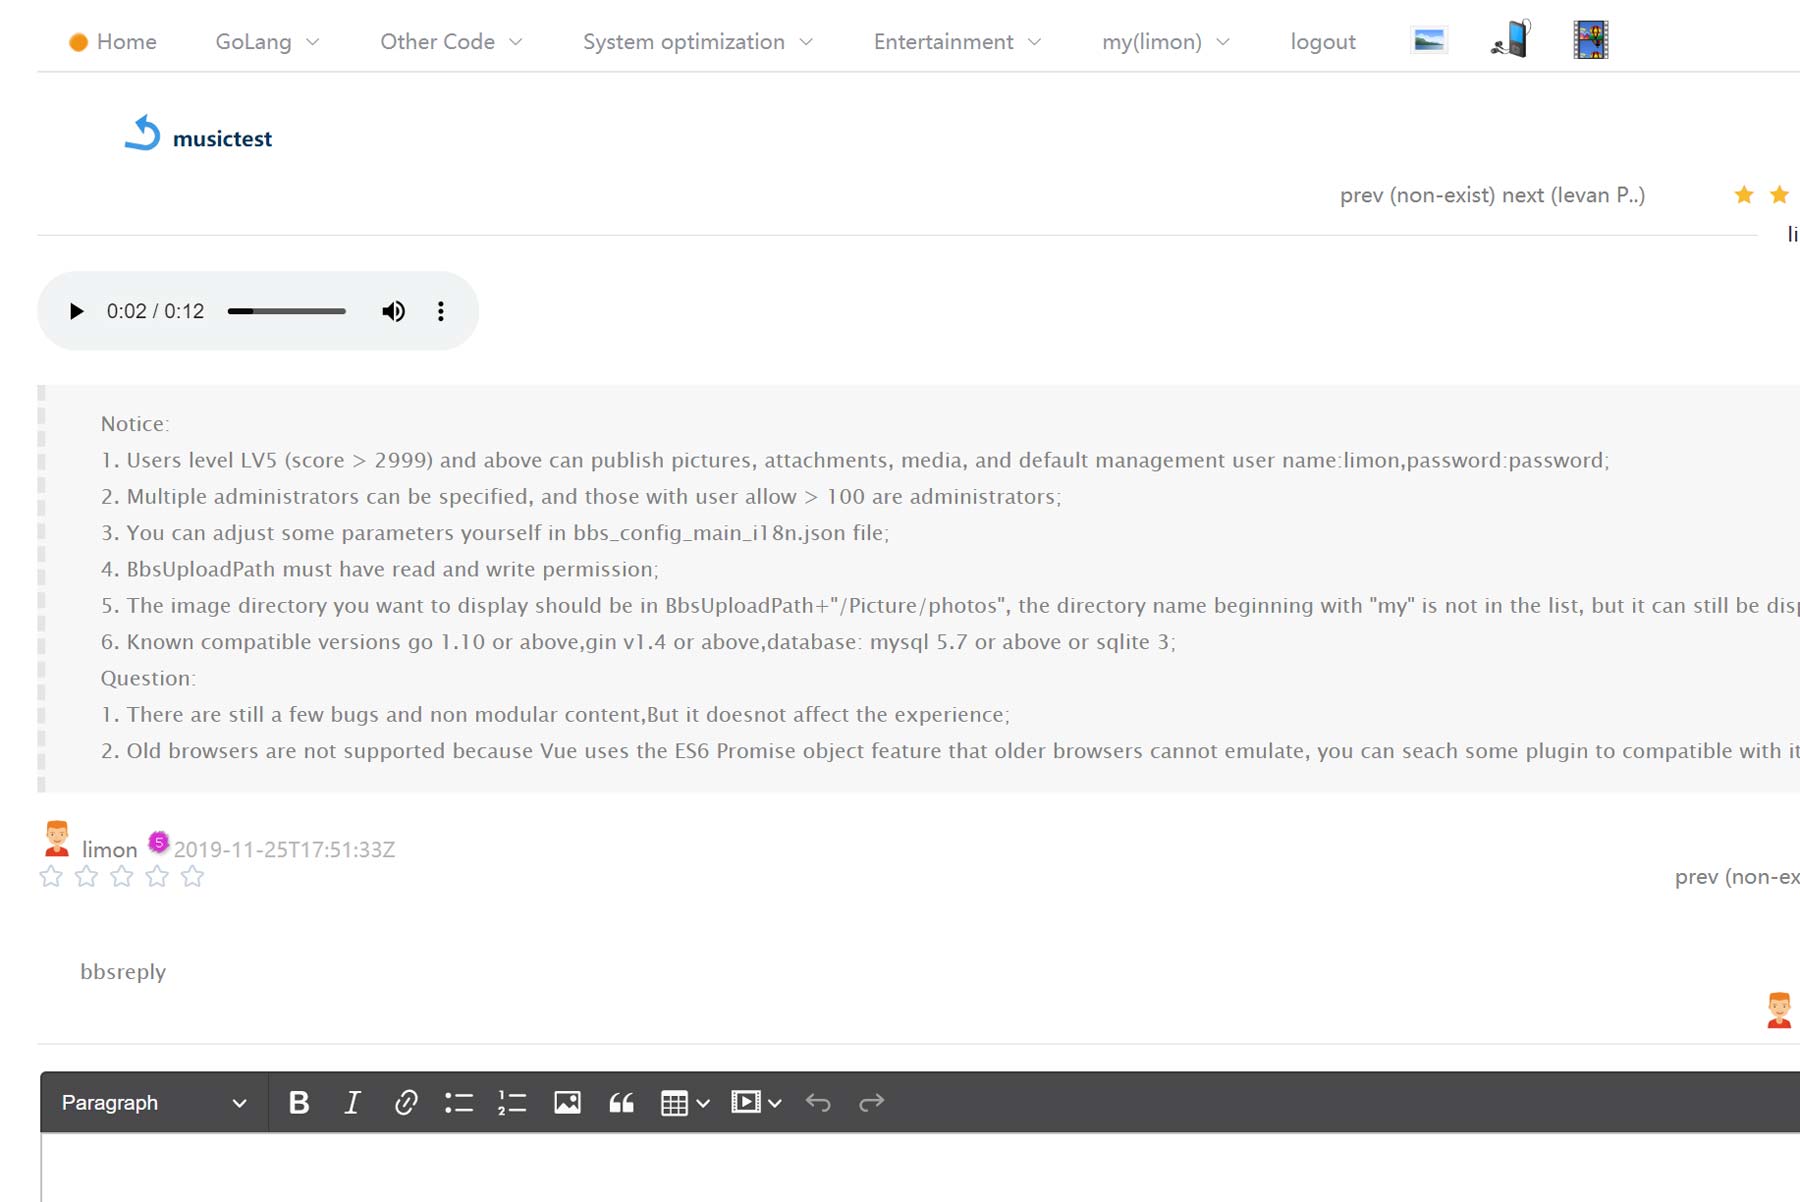 Home GoLang Other Code System optimization Entertainment my(limon) logout
musictest
prev (non-exist) next (levan P..)
li
0:02 / 0:12
Notice:
1. Users level LV5 (score > 2999) and above can publish pictures, attachments, media, and default management user name:limon,password:password;
2. Multiple administrators can be specified, and those with user allow > 100 are administrators;
3. You can adjust some parameters yourself in bbs_config_main_i18n.json file;
4. BbsUploadPath must have read and write permission;
5. The image directory you want to display should be in BbsUploadPath+"/Picture/photos", the directory name beginning with "my" is not in the list, but it can still be disp
6. Known compatible versions go 1.10 or above,gin v1.4 or above,database: mysql 5.7 or above or sqlite 3;
Question:
1. There are still a few bugs and non modular content,But it doesnot affect the experience;
2. Old browsers are not supported because Vue uses the ES6 Promise object feature that older browsers cannot emulate, you can seach some plugin to compatible with it
limon 5 2019-11-25T17:51:33Z
prev (non-ex
bbsreply
Paragraph